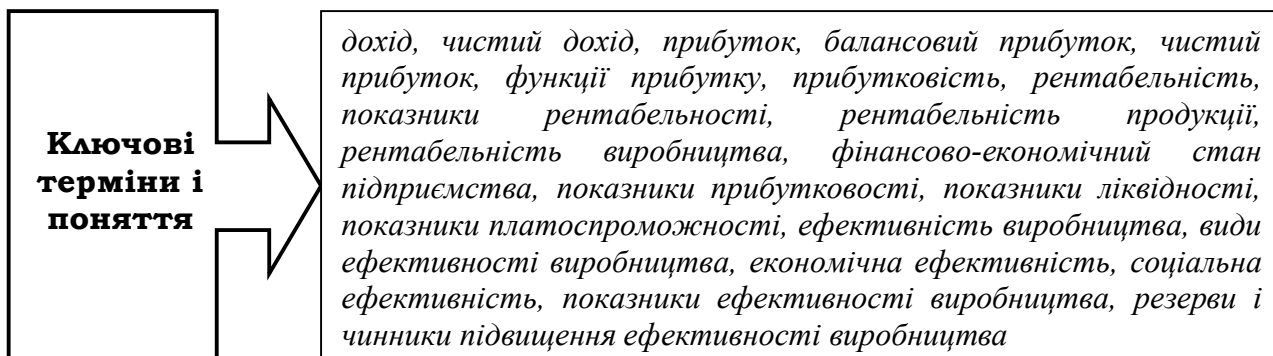 Ключові
терміни і
поняття
дохід, чистий дохід, прибуток, балансовий прибуток, чистий
прибуток, функції прибутку, прибутковість, рентабельність,
показники рентабельності, рентабельність продукції,
рентабельність виробництва, фінансово-економічний стан
підприємства, показники прибутковості, показники ліквідності,
показники платоспроможності, ефективність виробництва, види
ефективності виробництва, економічна ефективність, соціальна
ефективність, показники ефективності виробництва, резерви і
чинники підвищення ефективності виробництва